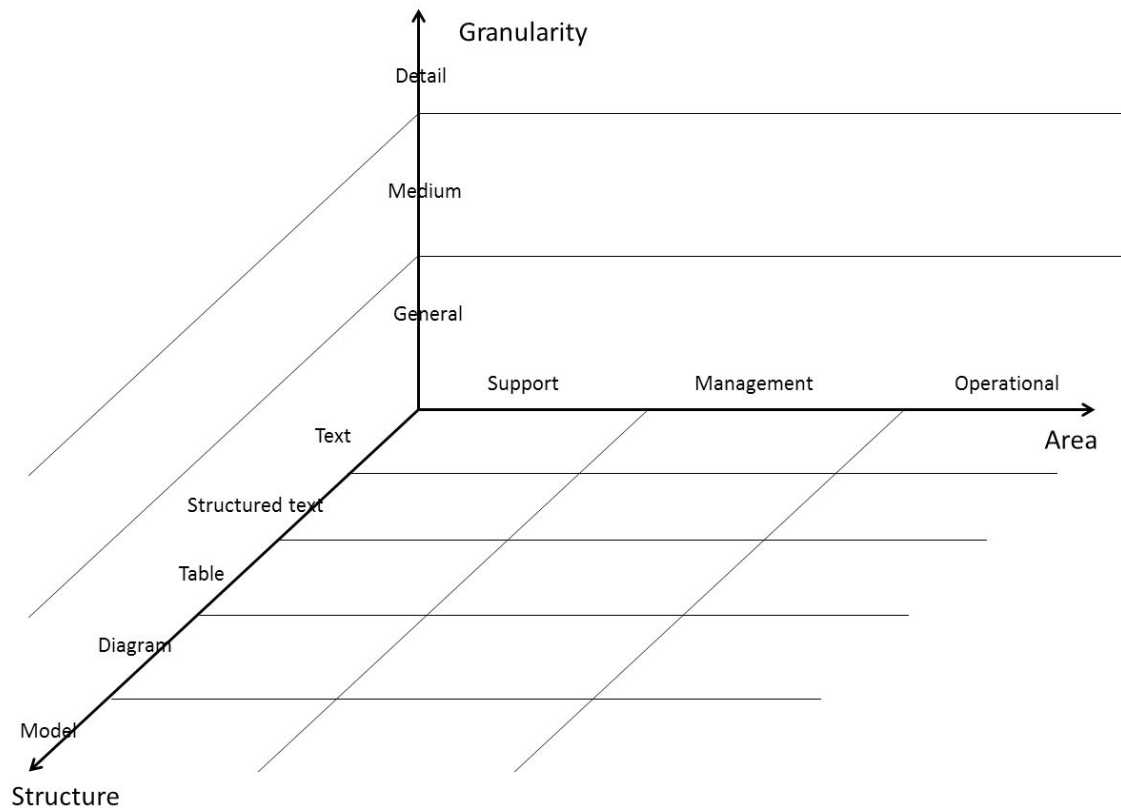 Granularity
Detail
Medium
General
Support Management Operational
Area
Text
Structured text
Table
Diagram
Model
Structure